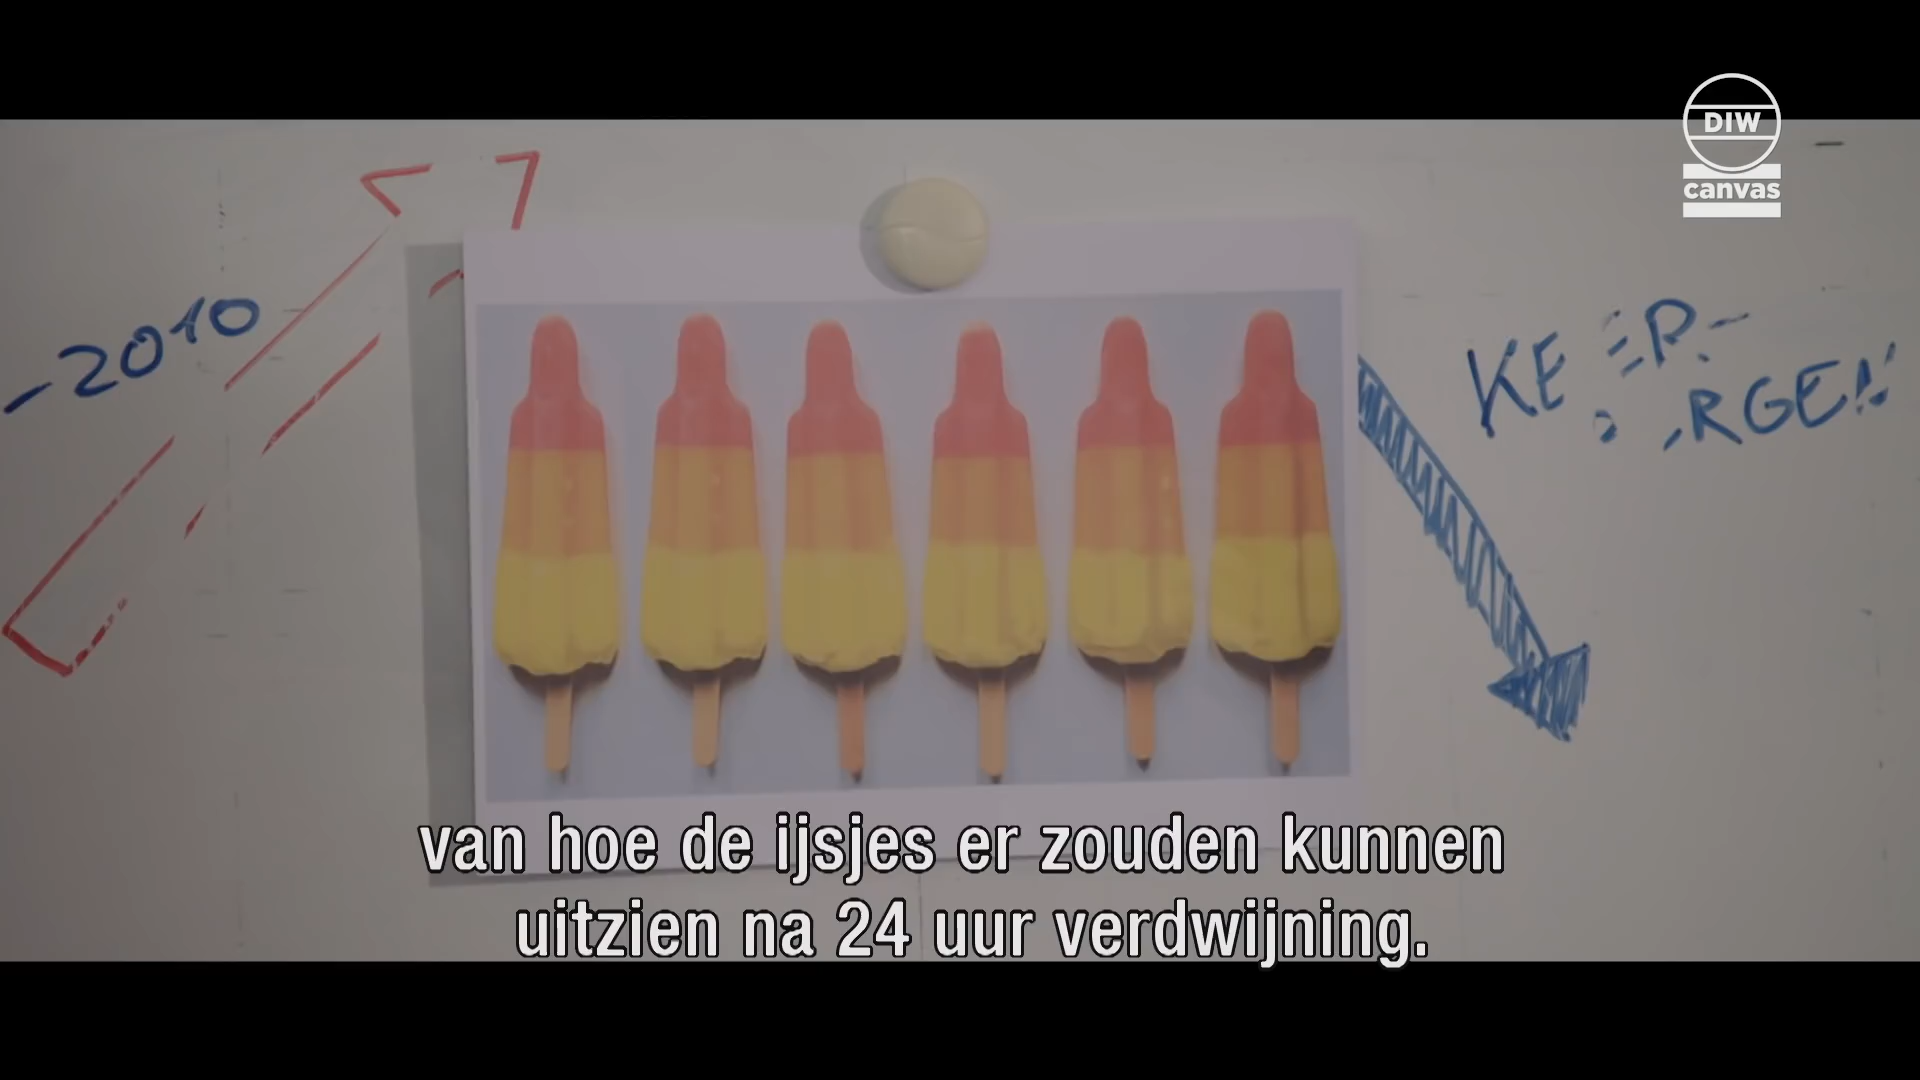 DIW
canvas
-2010
van hoe de ijsjes er zouden kunnen
uitzien na 24 uur verdwijning.